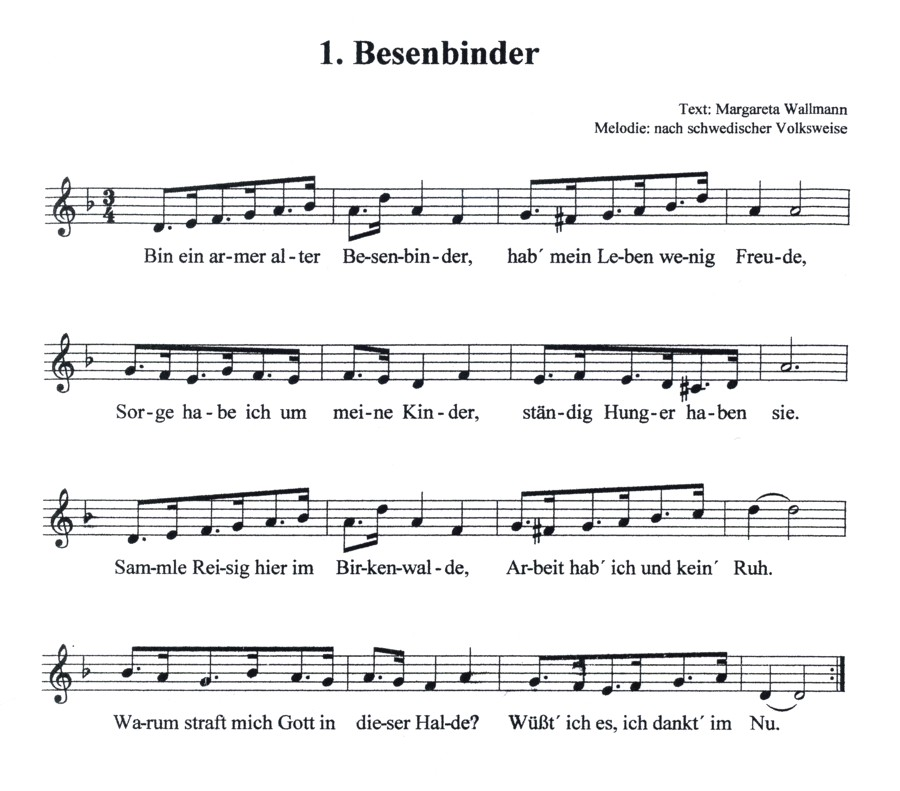 1. Besenbinder
Text: Margareta Wallmann
Melodie: nach schwedischer Volksweise
3
4
Bin ein ar-mer al-ter Be-sen-bin-der, hab´ mein Le-ben we-nig Freu-de,
Sor-ge ha-be ich um mei-ne Kin-der, stän-dig Hung-er ha-ben sie.
Sam-mle Rei-sig hier im Bir-ken-wal-de, Ar-beit hab´ ich und kein´ Ruh.
Wa-rum straft mich Gott in die-ser Hal-de? Wüßt´ ich es, ich dankt´ im Nu.